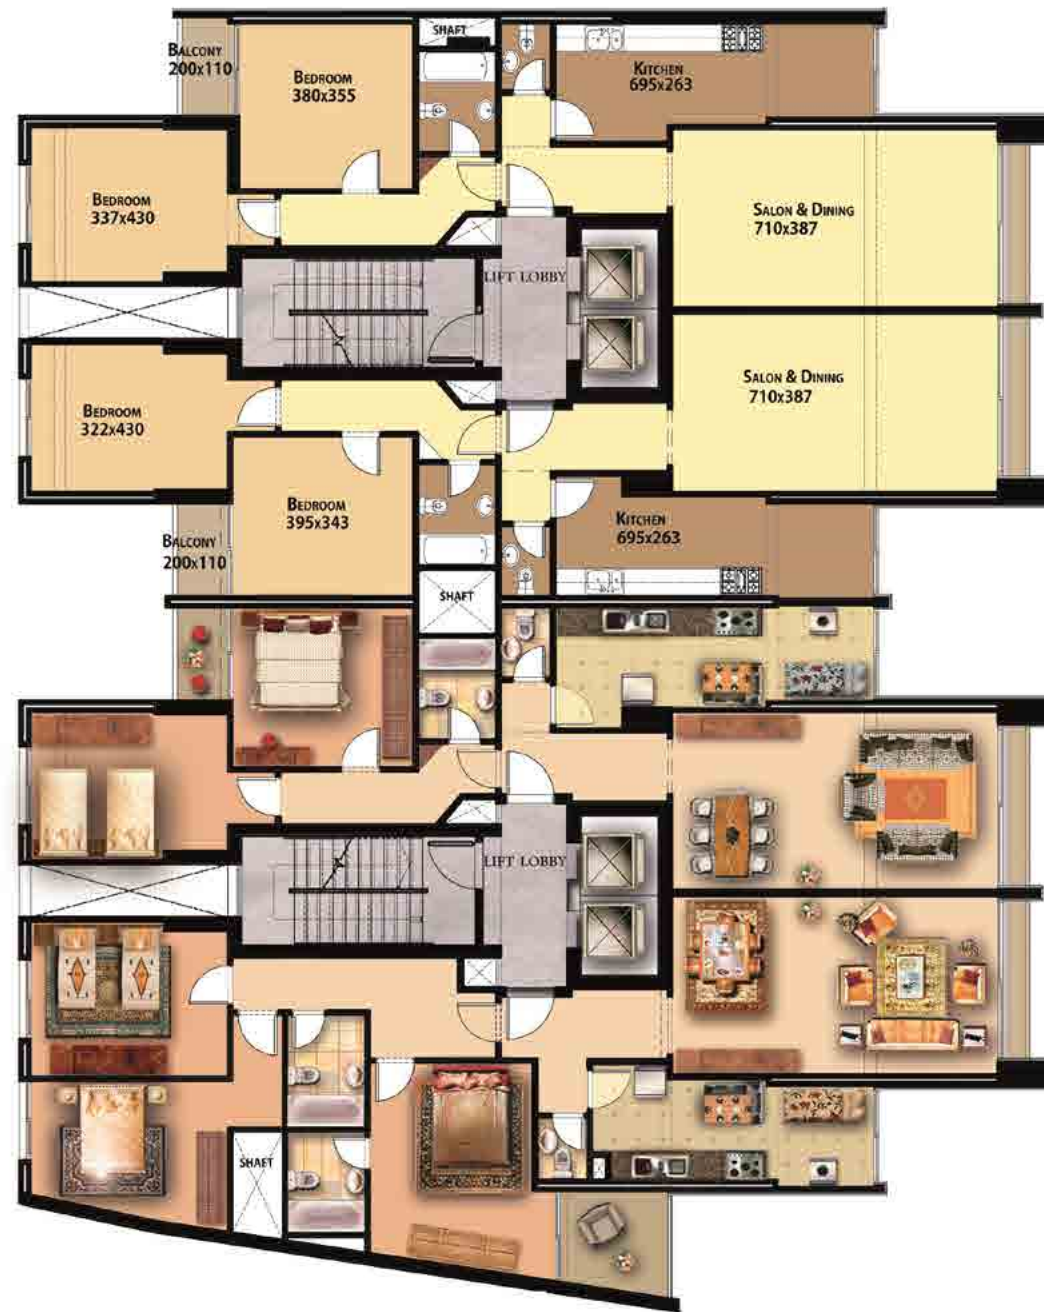 SHAFT
BALCONY
200x110
BEDROOM
380x355
KITCHEN
695x263
BEDROOM
337x430
SALON & DINING
710x387
LIFT LOBBY
SALON & DINING
710x387
BEDROOM
322x430
BEDROOM
395x343
KITCHEN
695x263
BALCONY
200x110
SHAFT
LIFT LOBBY
SHAFT